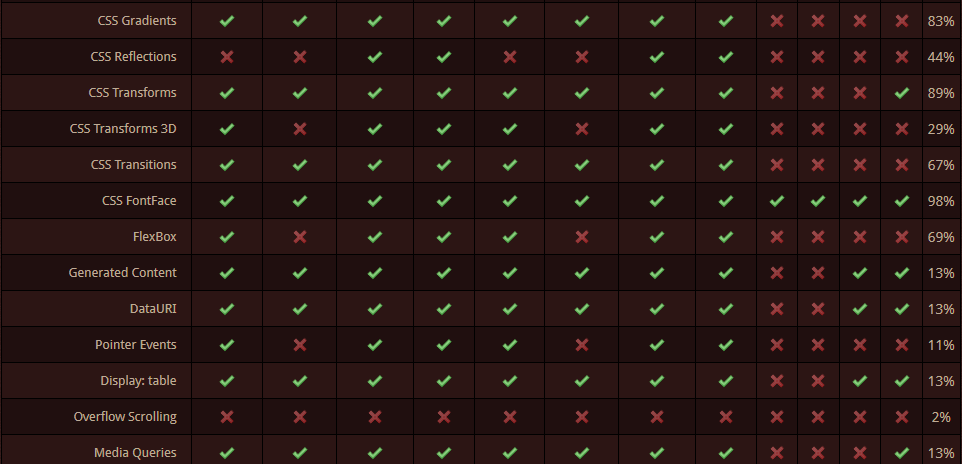 CSS Gradients 83%
CSS Reflections 44%
CSS Transforms 89%
CSS Transforms 3D 29%
CSS Transitions 67%
CSS FontFace 98%
FlexBox 69%
Generated Content 13%
DataURI 13%
Pointer Events 11%
Display: table 13%
Overflow Scrolling 2%
Media Queries 13%